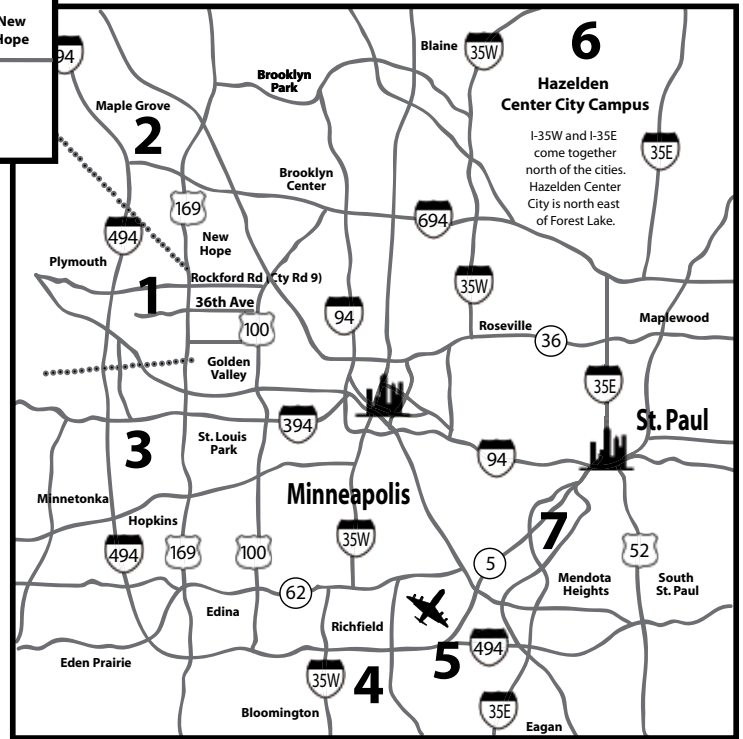 New
Hope
94
Blaine
35W
6
Brooklyn
Park
Hazelden
Center City Campus
Maple Grove
2
I-35W and I-35E
come together
north of the cities.
Hazelden Center
City is north east
of Forest Lake.
35E
Brooklyn
Center
169
694
494
New
Hope
Plymouth
Rockford Rd (Cty Rd 9)
35W
1
36th Ave
94
100
Roseville
36
Maplewood
Golden
Valley
35E
394
St. Paul
3
St. Louis
Park
94
Minnetonka
Minneapolis
Hopkins
7
494
169
100
35W
5
52
62
Mendota
Heights
South
St. Paul
Edina
Richfield
Eden Prairie
5
494
35W
4
Bloomington
35E
Eagan